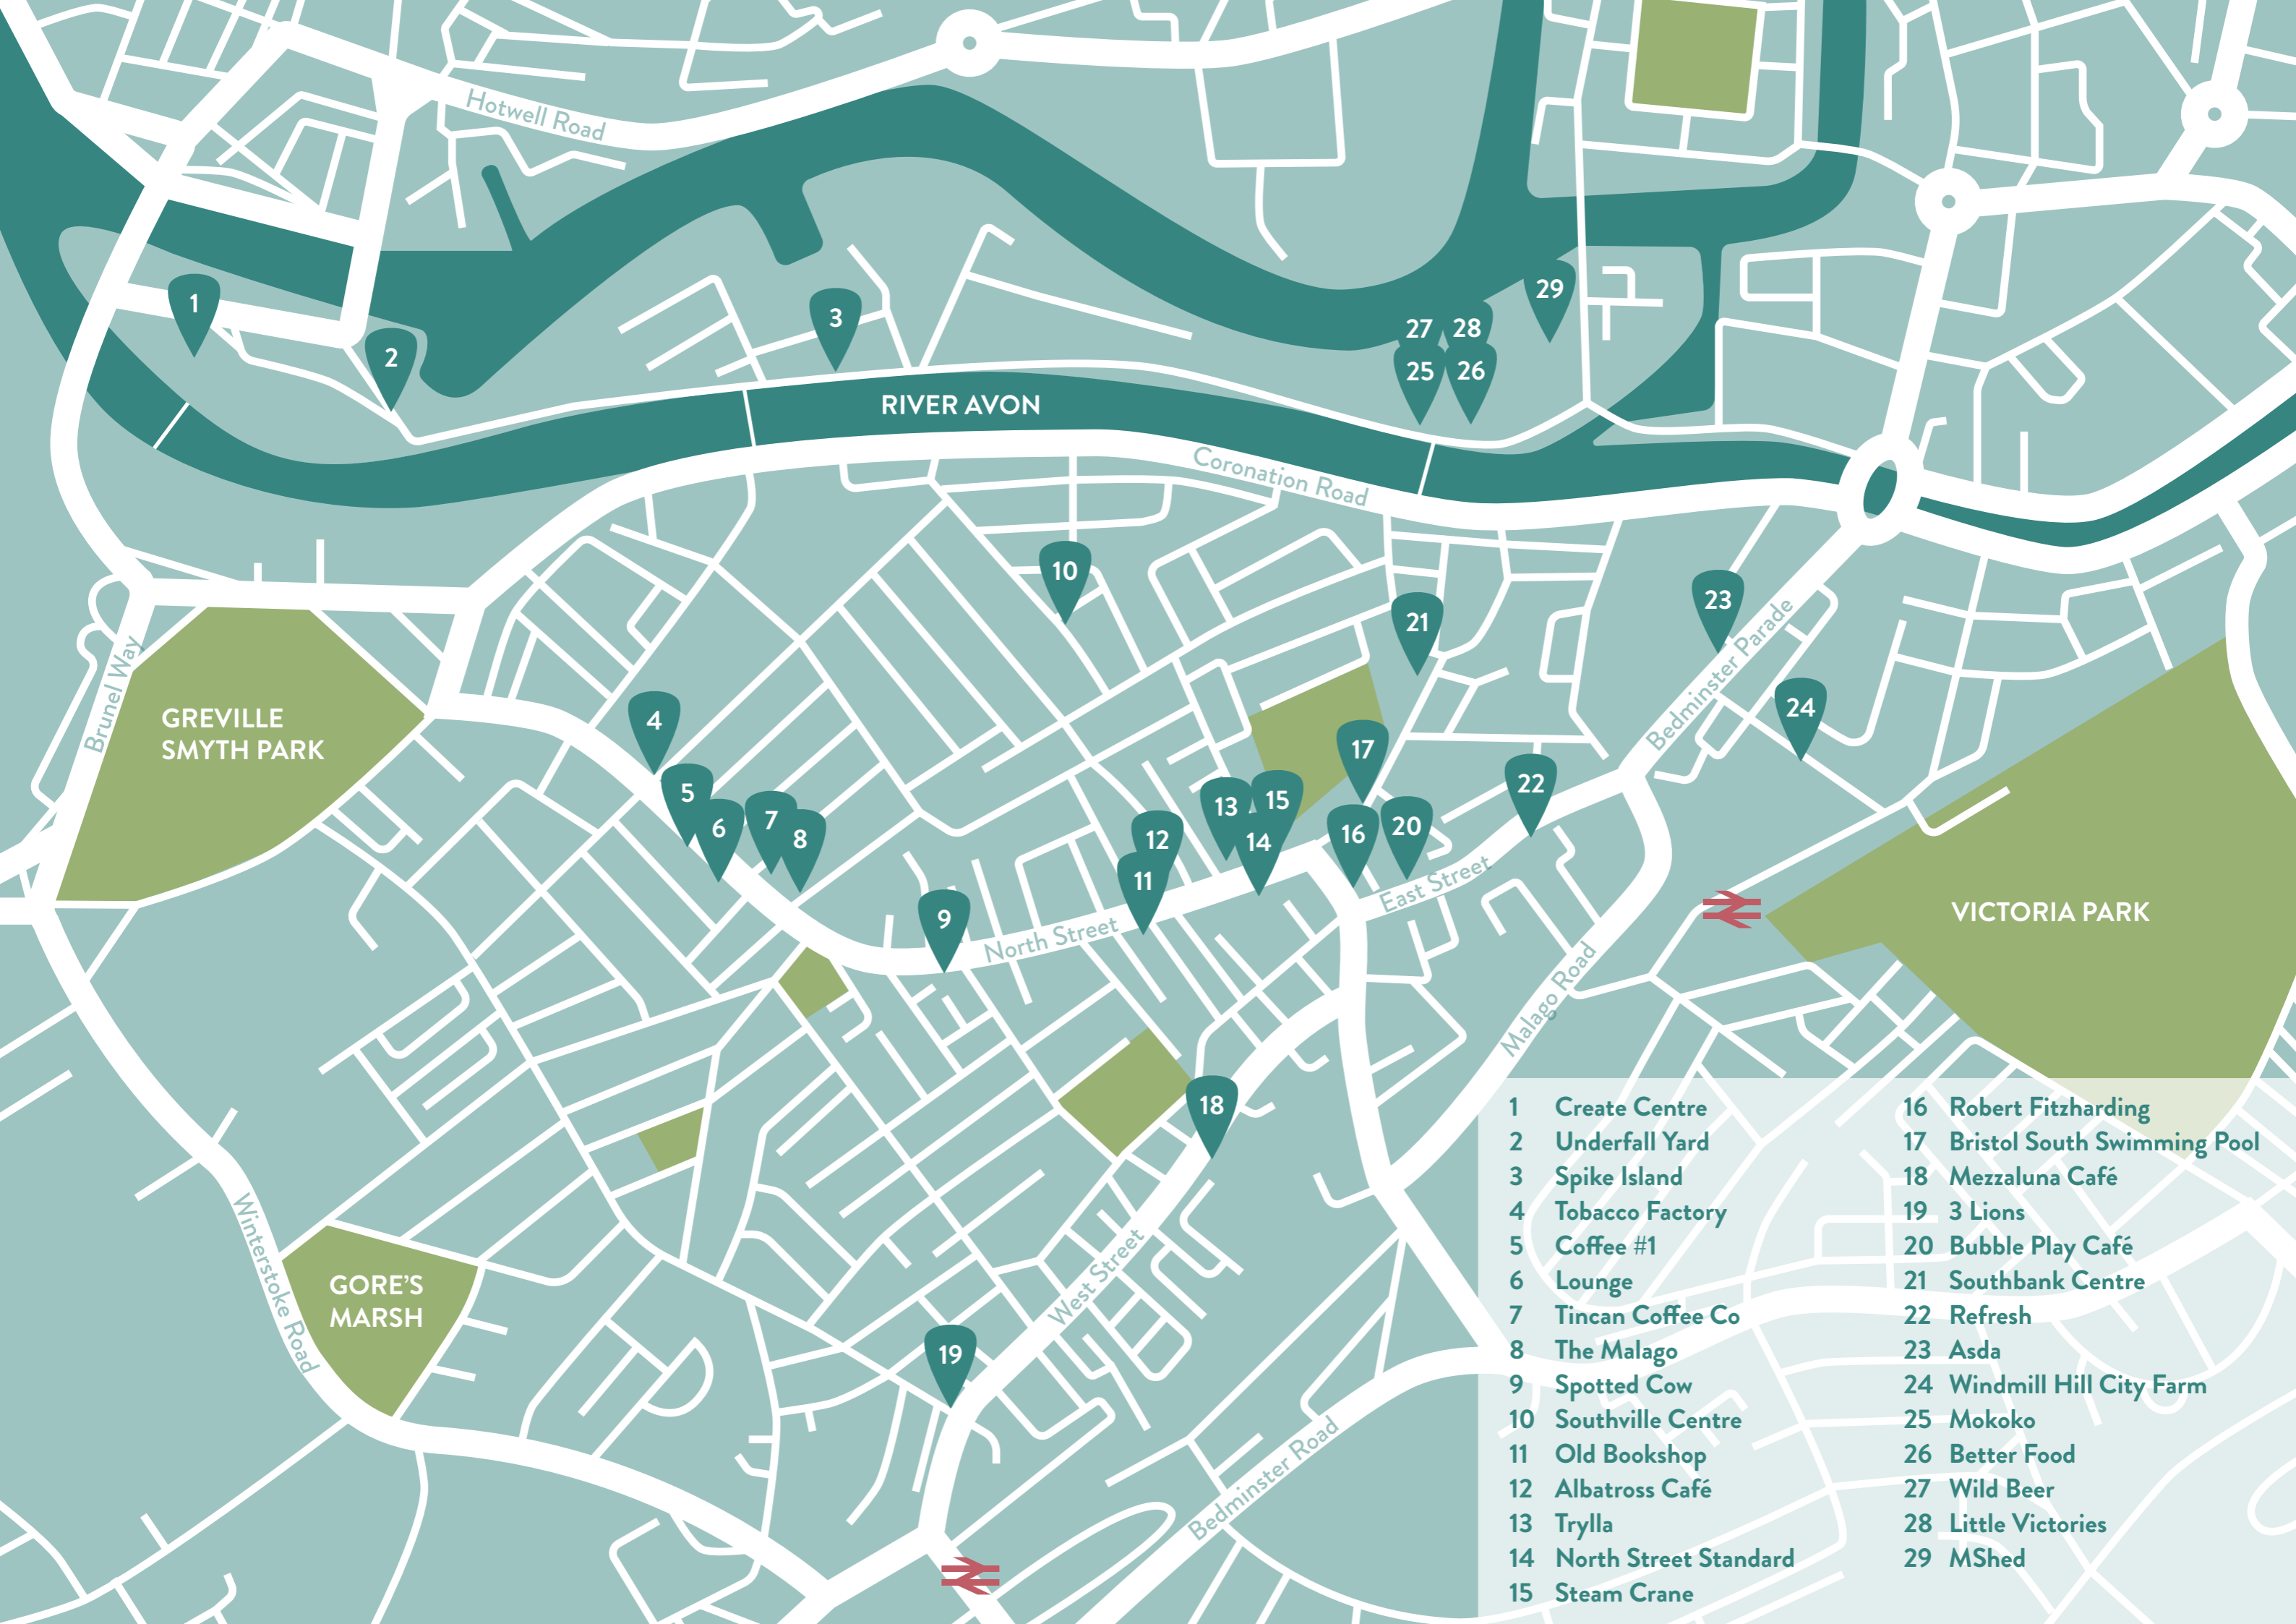 Hotwell Road
1
2
3
29
27
28
25
26
RIVER AVON
Coronation Road
10
21
23
Bedminster Parade
24
Brunel Way
GREVILLE
SMYTH PARK
4
5
6
7
8
9
17
22
13
15
14
12
11
16
20
East Street
North Street
VICTORIA PARK
Malago Road
18
Winterstoke Road
GORE'S
MARSH
West Street
19
Bedminster Road
1 Create Centre
2 Underfall Yard
3 Spike Island
4 Tobacco Factory
5 Coffee #1
6 Lounge
7 Tincan Coffee Co
8 The Malago
9 Spotted Cow
10 Southville Centre
11 Old Bookshop
12 Albatross Café
13 Trylla
14 North Street Standard
15 Steam Crane
16 Robert Fitzharding
17 Bristol South Swimming Pool
18 Mezzaluna Café
19 3 Lions
20 Bubble Play Café
21 Southbank Centre
22 Refresh
23 Asda
24 Windmill Hill City Farm
25 Mokoko
26 Better Food
27 Wild Beer
28 Little Victories
29 MShed